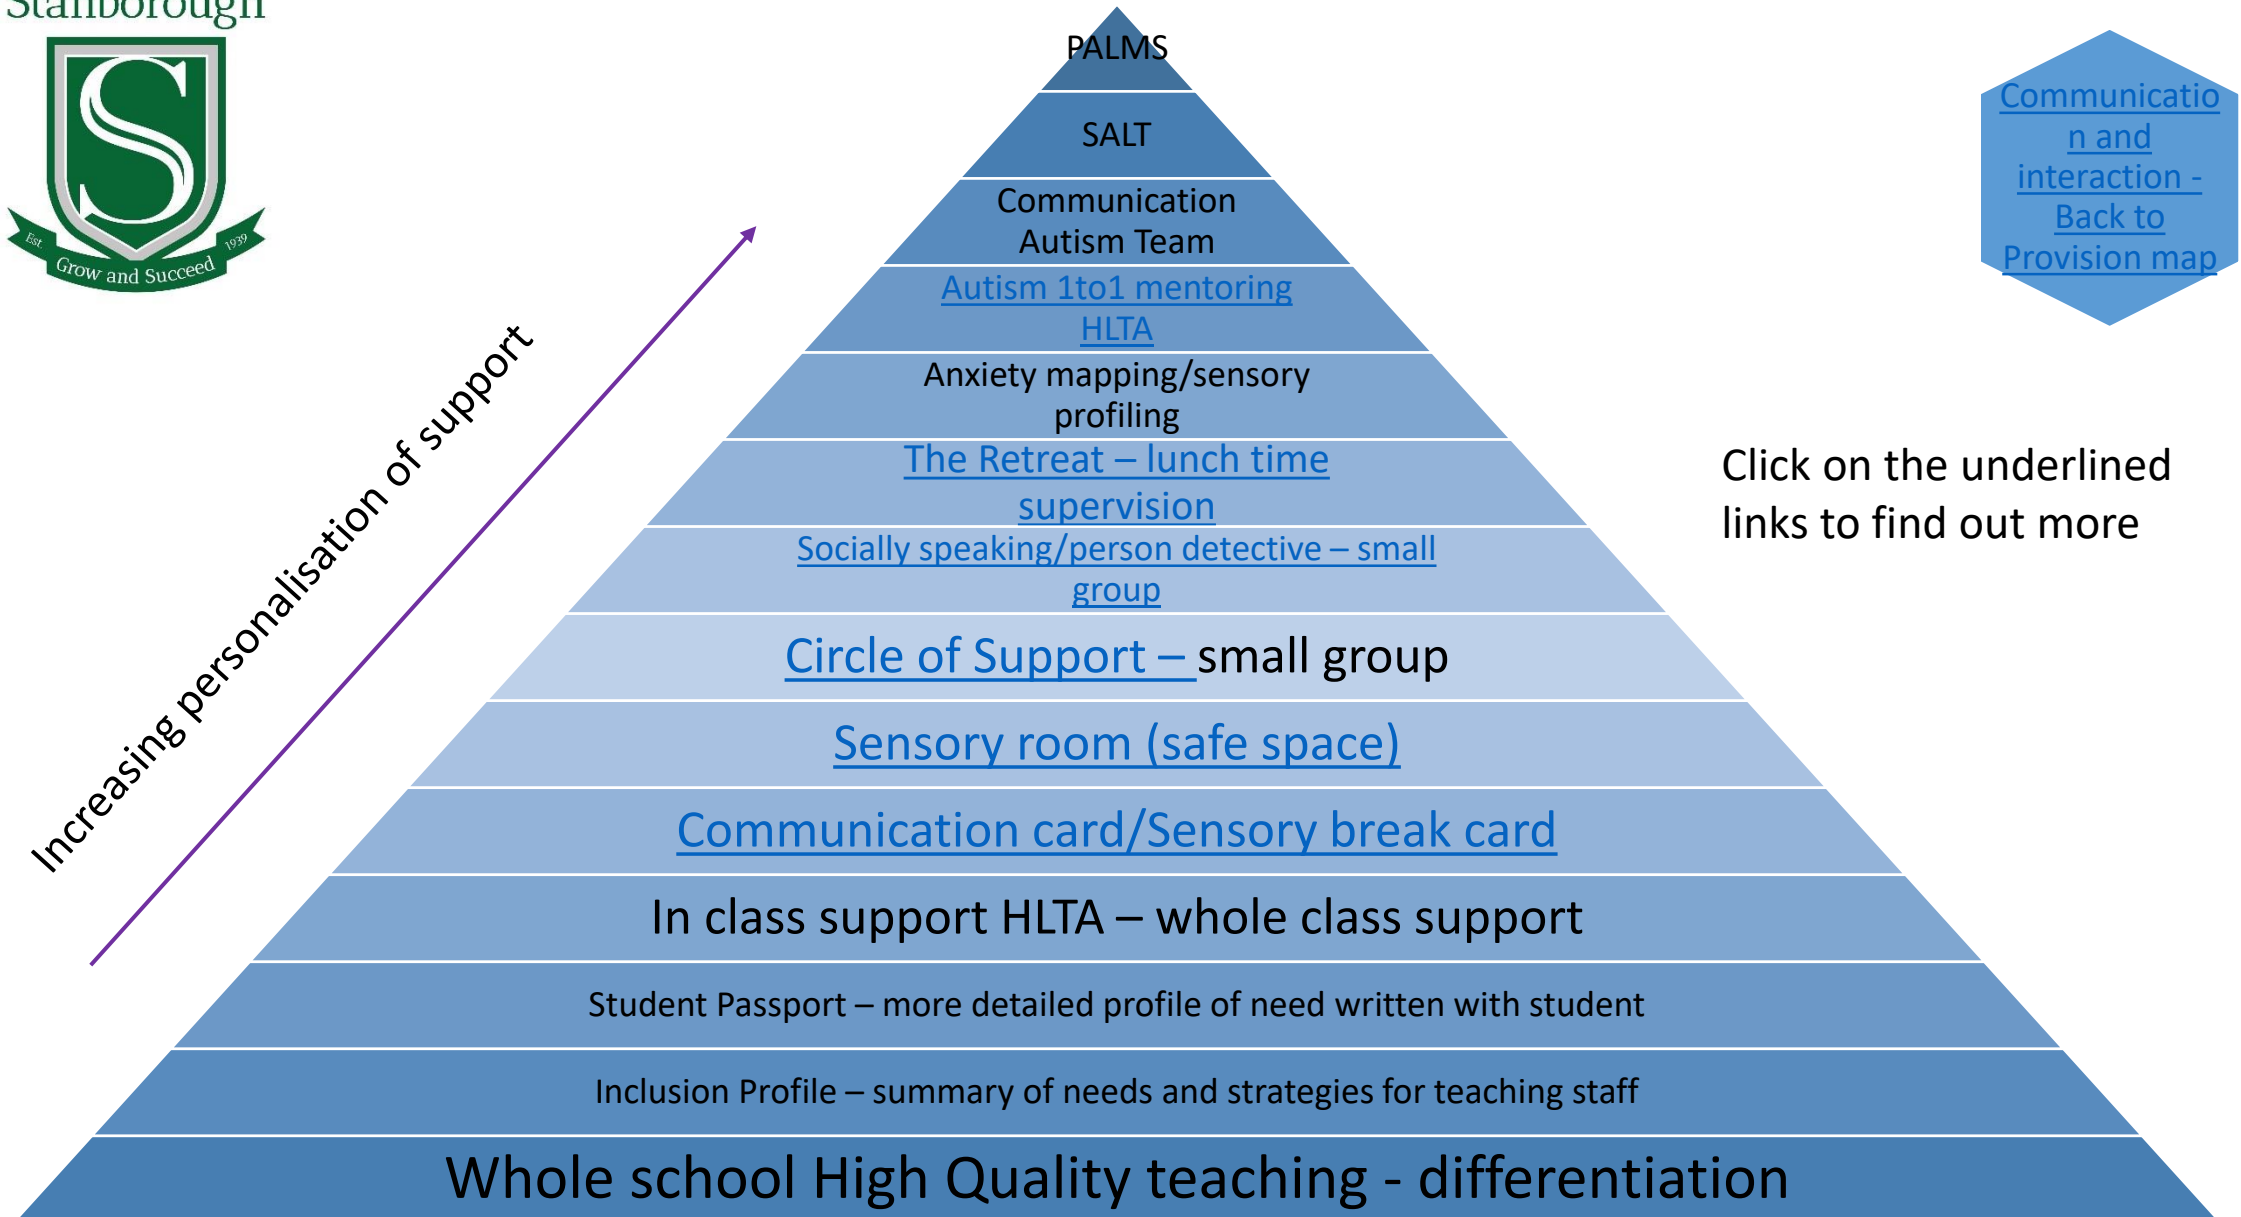 Stanborough
Est. 1939
Grow and Succeed
Increasing personalisation of support
PALMS
SALT
Communication
Autism Team
Autism 1to1 mentoring
HLTA
Anxiety mapping/sensory
profiling
The Retreat – lunch time
supervision
Socially speaking/person detective – small
group
Circle of Support – small group
Sensory room (safe space)
Communication card/Sensory break card
In class support HLTA – whole class support
Student Passport – more detailed profile of need written with student
Inclusion Profile – summary of needs and strategies for teaching staff
Whole school High Quality teaching - differentiation
Communicatio
n and
interaction -
Back to
Provision map
Click on the underlined
links to find out more